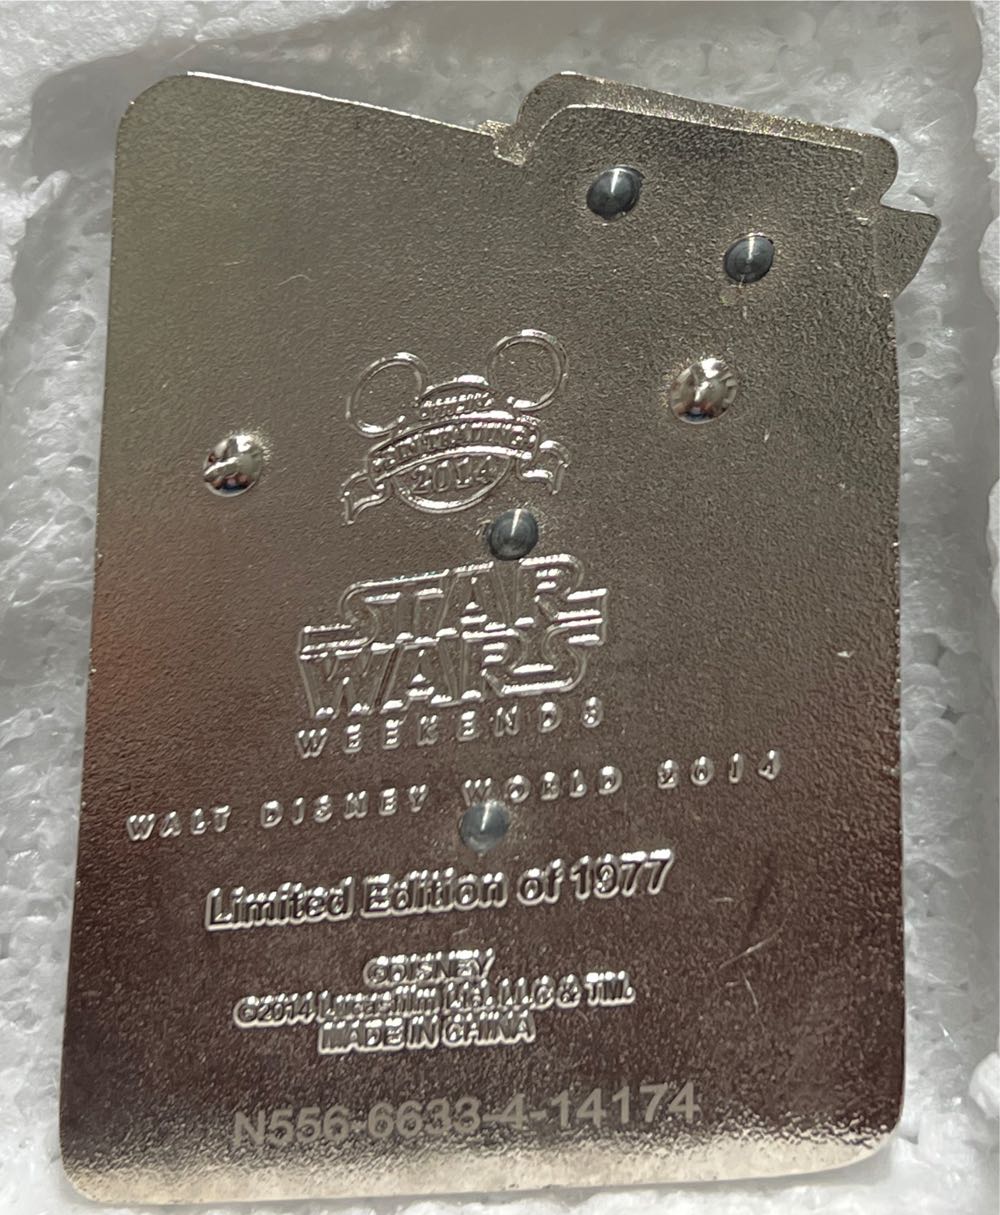 OFFICIAL
PIN TRADING
2014
STAR
WARS
WEEKENDS
WALT DISNEY WORLD 2014
Limited Edition of 1977
©DISNEY
©2014 Lucasfilm Ltd. LLC & TM.
MADE IN CHINA
N556-6633-4-14174